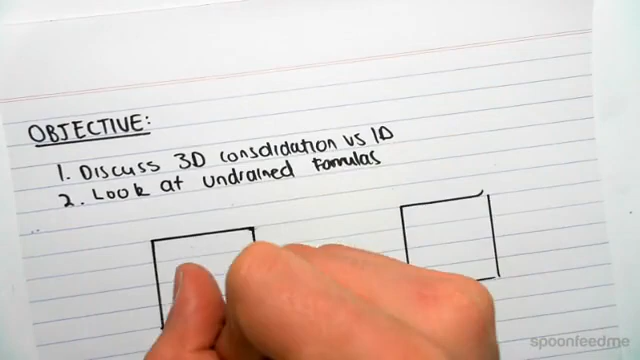 OBJECTIVE:
1. Discuss 3D consolidation vs 1D
2. Look at undrained formulas
spoonfeedme